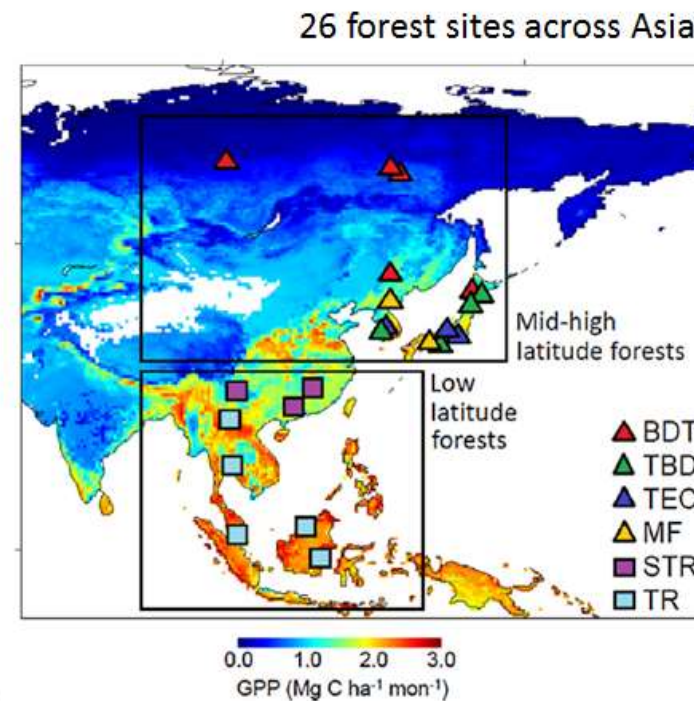 26 forest sites across Asia
Mid-high
latitude forests
Low
latitude
forests
BDT
TBD
TEC
MF
STR
TR
0.0 1.0 2.0 3.0
GPP (Mg C ha⁻¹ mon⁻¹)